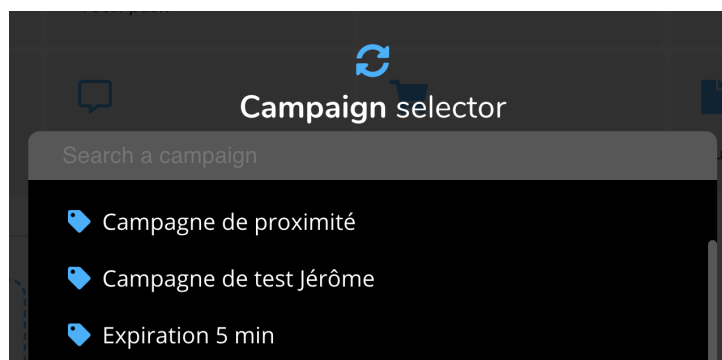 Campaign selector
Search a campaign
Campagne de proximité
Campagne de test Jérôme
Expiration 5 min